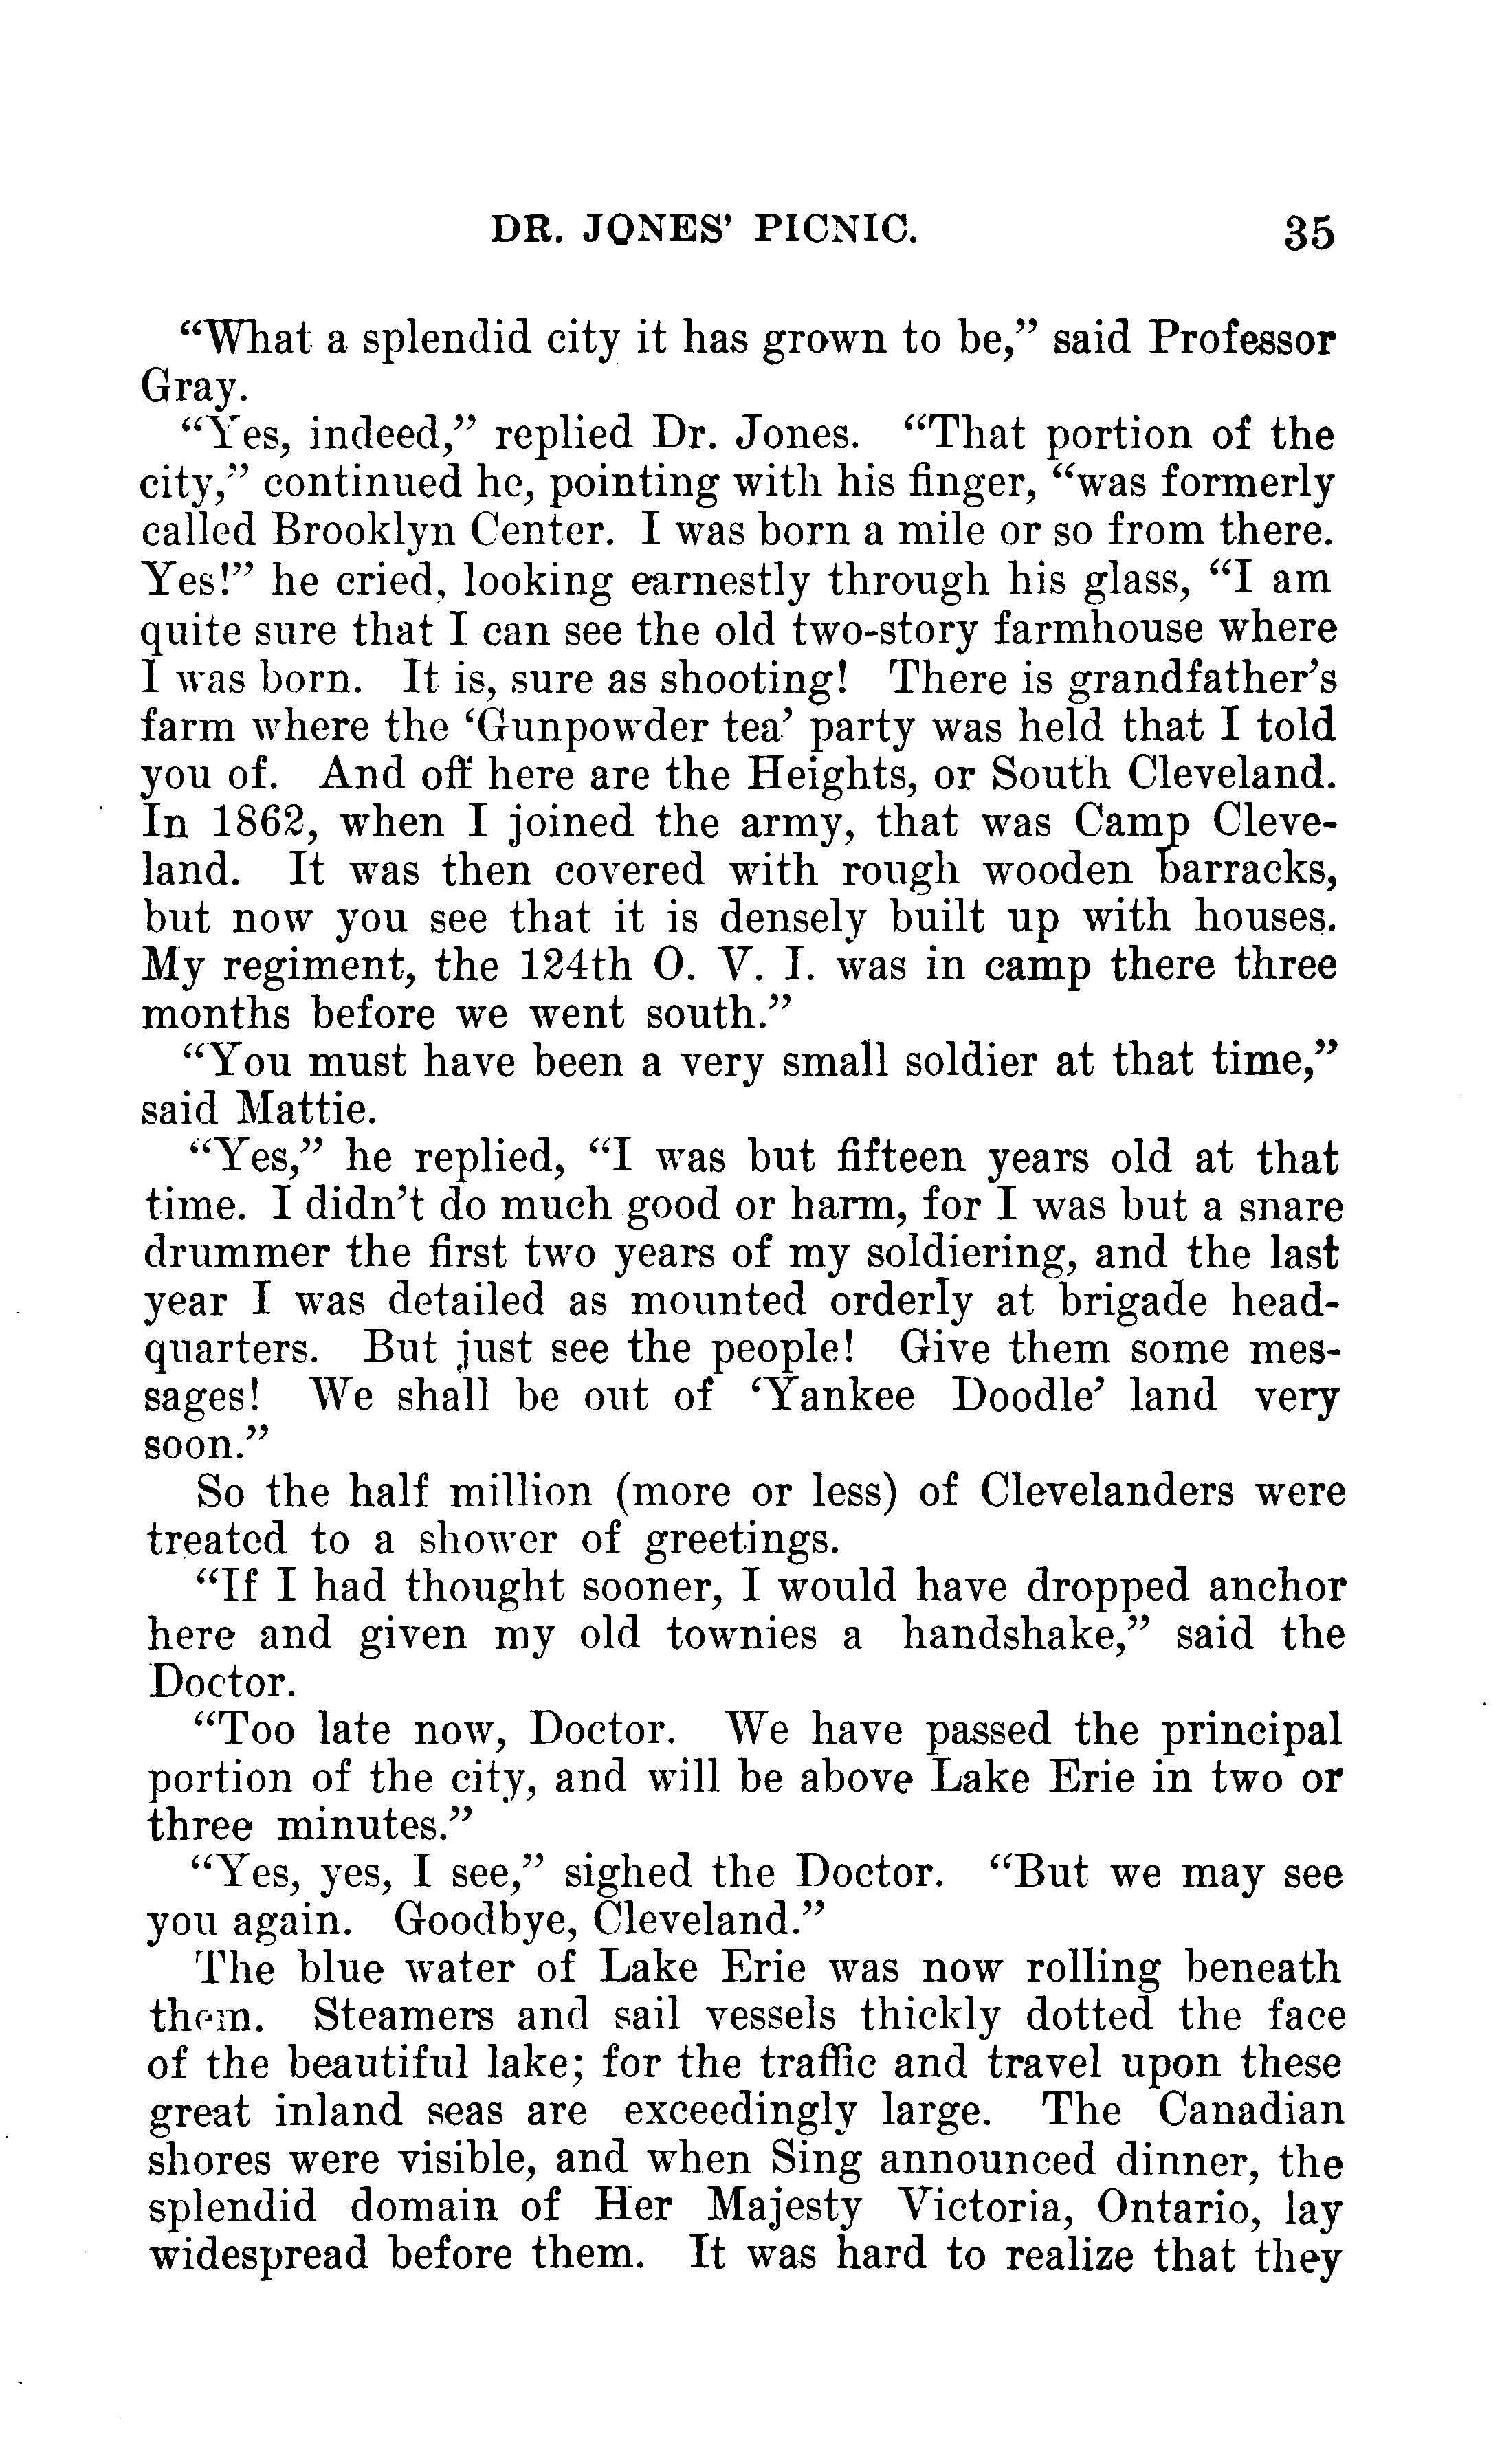 DR. JONES' PICNIC. 35
“What a splendid city it has grown to be,” said Professor
Gray.
“Yes, indeed,” replied Dr. Jones. “That portion of the
city,” continued he, pointing with his finger, “was formerly
called Brooklyn Center. I was born a mile or so from there.
Yes!” he cried, looking earnestly through his glass, “I am
quite sure that I can see the old two-story farmhouse where
I was born. It is, sure as shooting! There is grandfather’s
farm where the ‘Gunpowder tea’ party was held that I told
you of. And off here are the Heights, or South Cleveland.
In 1862, when I joined the army, that was Camp Cleve-
land. It was then covered with rough wooden barracks,
but now you see that it is densely built up with houses.
My regiment, the 124th O. V. I. was in camp there three
months before we went south.”
“You must have been a very small soldier at that time,”
said Mattie.
“Yes,” he replied, “I was but fifteen years old at that
time. I didn’t do much good or harm, for I was but a snare
drummer the first two years of my soldiering, and the last
year I was detailed as mounted orderly at brigade head-
quarters. But just see the people! Give them some mes-
sages! We shall be out of ‘Yankee Doodle’ land very
soon.”
So the half million (more or less) of Clevelanders were
treated to a shower of greetings.
“If I had thought sooner, I would have dropped anchor
here and given my old townies a handshake,” said the
Doctor.
“Too late now, Doctor. We have passed the principal
portion of the city, and will be above Lake Erie in two or
three minutes.”
“Yes, yes, I see,” sighed the Doctor. “But we may see
you again. Goodbye, Cleveland.”
The blue water of Lake Erie was now rolling beneath
them. Steamers and sail vessels thickly dotted the face
of the beautiful lake; for the traffic and travel upon these
great inland seas are exceedingly large. The Canadian
shores were visible, and when Sing announced dinner, the
splendid domain of Her Majesty Victoria, Ontario, lay
widespread before them. It was hard to realize that they